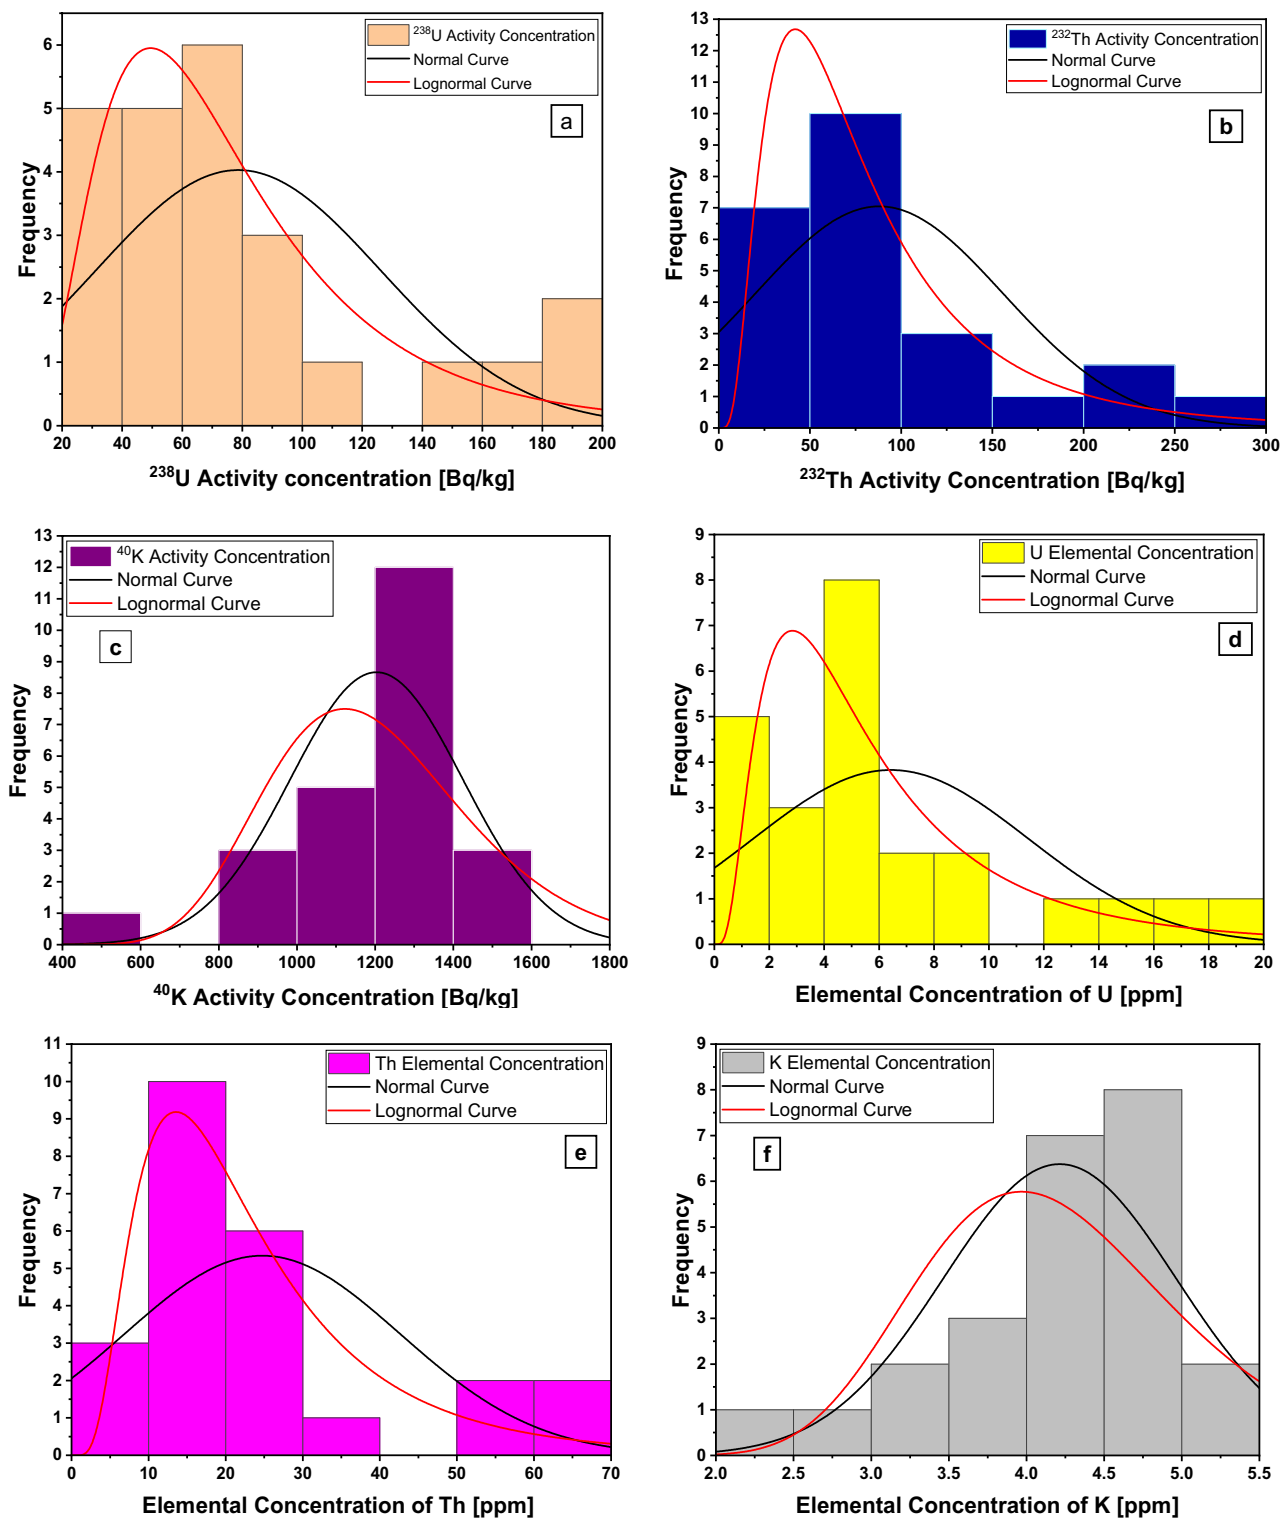 ²³⁸U Activity Concentration
Normal Curve
Lognormal Curve
a
Frequency
6
5
4
3
2
1
0
20 40 60 80 100 120 140 160 180 200
²³⁸U Activity concentration [Bq/kg]
²³²Th Activity Concentration
Normal Curve
Lognormal Curve
b
Frequency
13
12
11
10
9
8
7
6
5
4
3
2
1
0
0 50 100 150 200 250 300
²³²Th Activity Concentration [Bq/kg]
⁴⁰K Activity Concentration
Normal Curve
Lognormal Curve
c
Frequency
13
12
11
10
9
8
7
6
5
4
3
2
1
0
400 600 800 1000 1200 1400 1600 1800
⁴⁰K Activity Concentration [Bq/kg]
U Elemental Concentration
Normal Curve
Lognormal Curve
d
Frequency
9
8
7
6
5
4
3
2
1
0
0 2 4 6 8 10 12 14 16 18 20
Elemental Concentration of U [ppm]
Th Elemental Concentration
Normal Curve
Lognormal Curve
e
Frequency
11
10
9
8
7
6
5
4
3
2
1
0
0 10 20 30 40 50 60 70
Elemental Concentration of Th [ppm]
K Elemental Concentration
Normal Curve
Lognormal Curve
f
Frequency
9
8
7
6
5
4
3
2
1
0
2.0 2.5 3.0 3.5 4.0 4.5 5.0 5.5
Elemental Concentration of K [ppm]